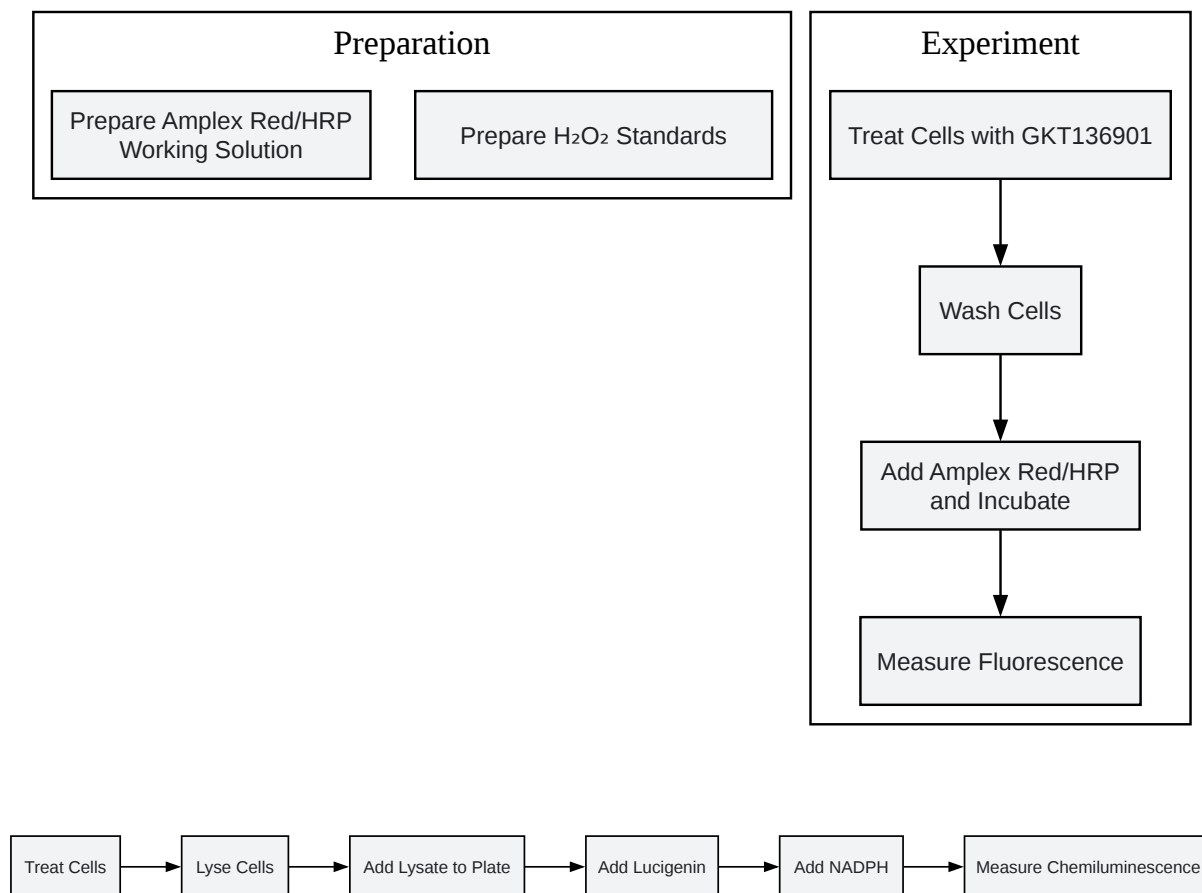 Preparation
Prepare Amplex Red/HRP
Working Solution
Prepare H₂O₂ Standards
Experiment
Treat Cells with GKT136901
Wash Cells
Add Amplex Red/HRP
and Incubate
Measure Fluorescence
Treat Cells
Lyse Cells
Add Lysate to Plate
Add Lucigenin
Add NADPH
Measure Chemiluminescence